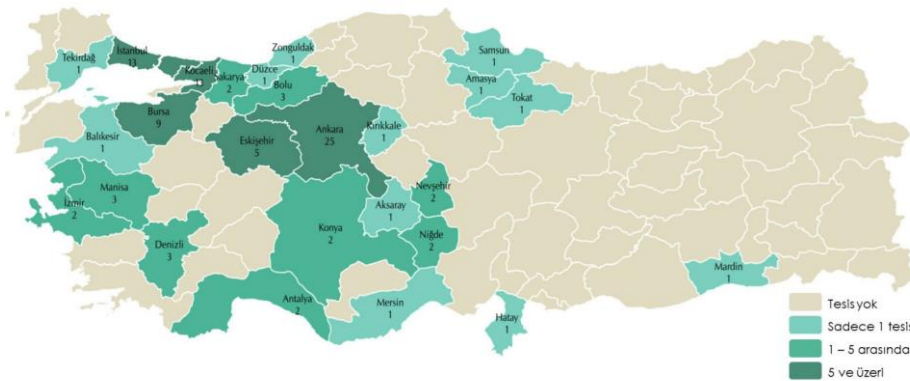 Tekirdağ
1
İstanbul
13
Kocaeli
Sakarya
2
Düzce
1
Zonguldak
1
Bolu
3
Samsun
1
Amasya
1
Tokat
1
Bursa
9
Balıkesir
1
Eskişehir
5
Ankara
25
Kırıkkale
1
Manisa
3
İzmir
2
Denizli
3
Konya
2
Aksaray
1
Nevşehir
2
Niğde
2
Antalya
2
Mersin
1
Hatay
1
Mardin
1
Tesis yok
Sadece 1 tesis
1 – 5 arasında
5 ve üzeri